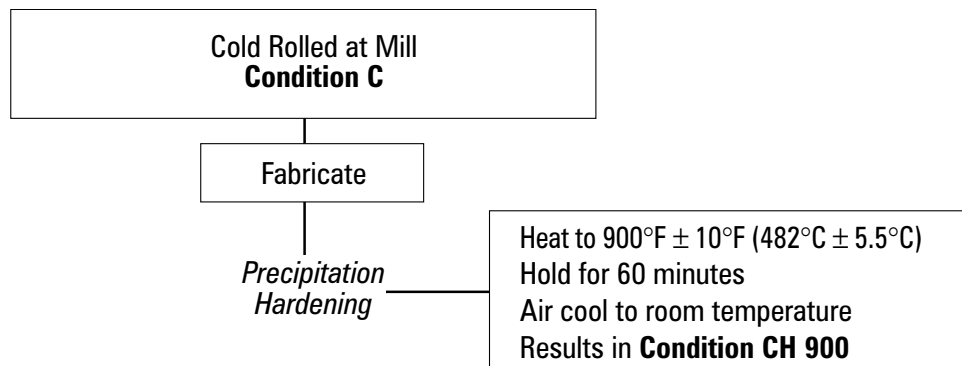 Cold Rolled at Mill
Condition C
Fabricate
Precipitation
Hardening
Heat to 900°F ± 10°F (482°C ± 5.5°C)
Hold for 60 minutes
Air cool to room temperature
Results in Condition CH 900